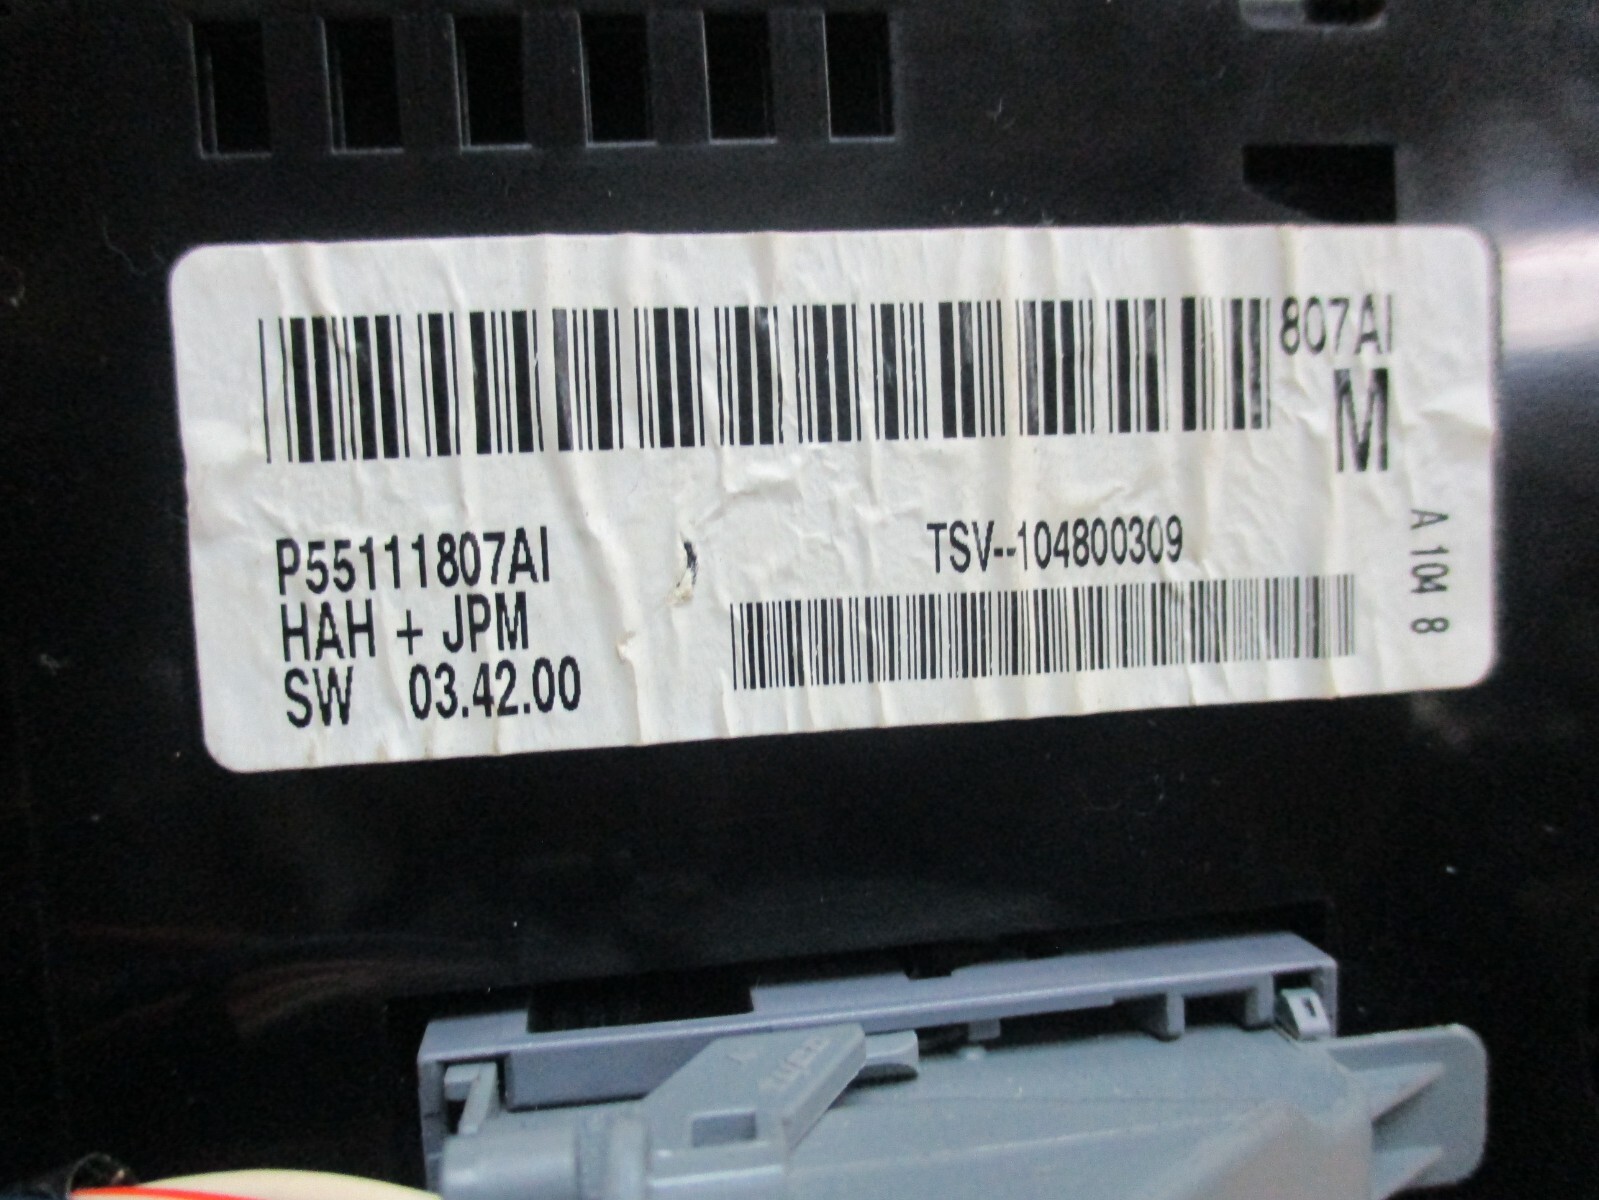 807AI
M
P55111807AI
HAH + JPM
SW 03.42.00
TSV--104800309
A 104 8